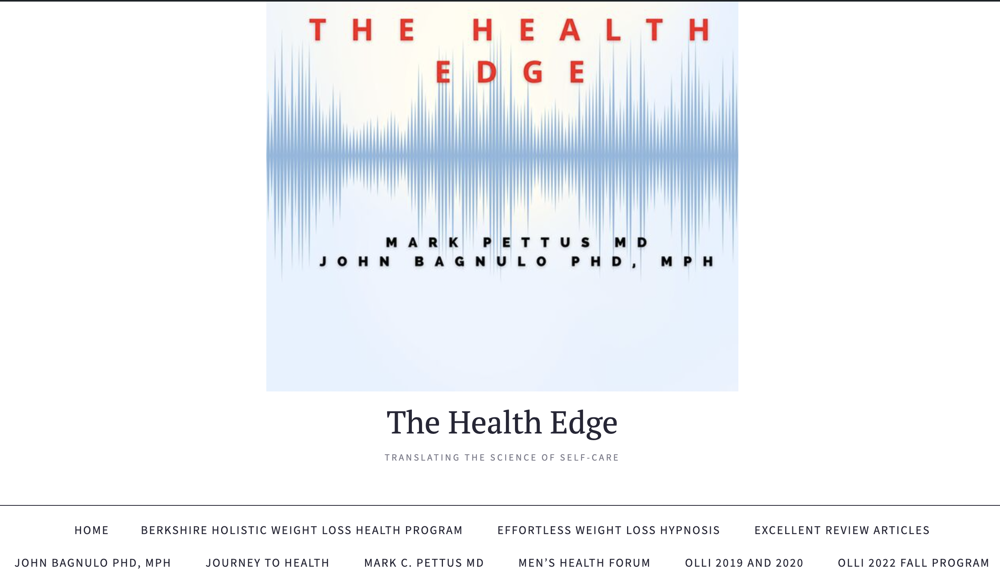 THE HEALTH
EDGE
MARK PETTUS MD
JOHN BAGNULO PHD, MPH
The Health Edge
TRANSLATING THE SCIENCE OF SELF-CARE
HOME BERKSHIRE HOLISTIC WEIGHT LOSS HEALTH PROGRAM EFFORTLESS WEIGHT LOSS HYPNOSIS EXCELLENT REVIEW ARTICLES
JOHN BAGNULO PHD, MPH JOURNEY TO HEALTH MARK C. PETTUS MD MEN’S HEALTH FORUM OLLI 2019 AND 2020 OLLI 2022 FALL PROGRAM